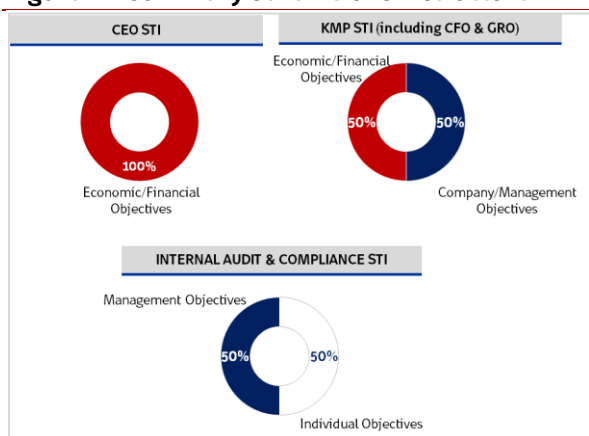 CEO STI
KMP STI (including CFO & GRO)
Economic/Financial
Objectives
50%
50%
100%
Economic/Financial
Objectives
Company/Management
Objectives
INTERNAL AUDIT & COMPLIANCE STI
Management Objectives
50%
50%
Individual Objectives